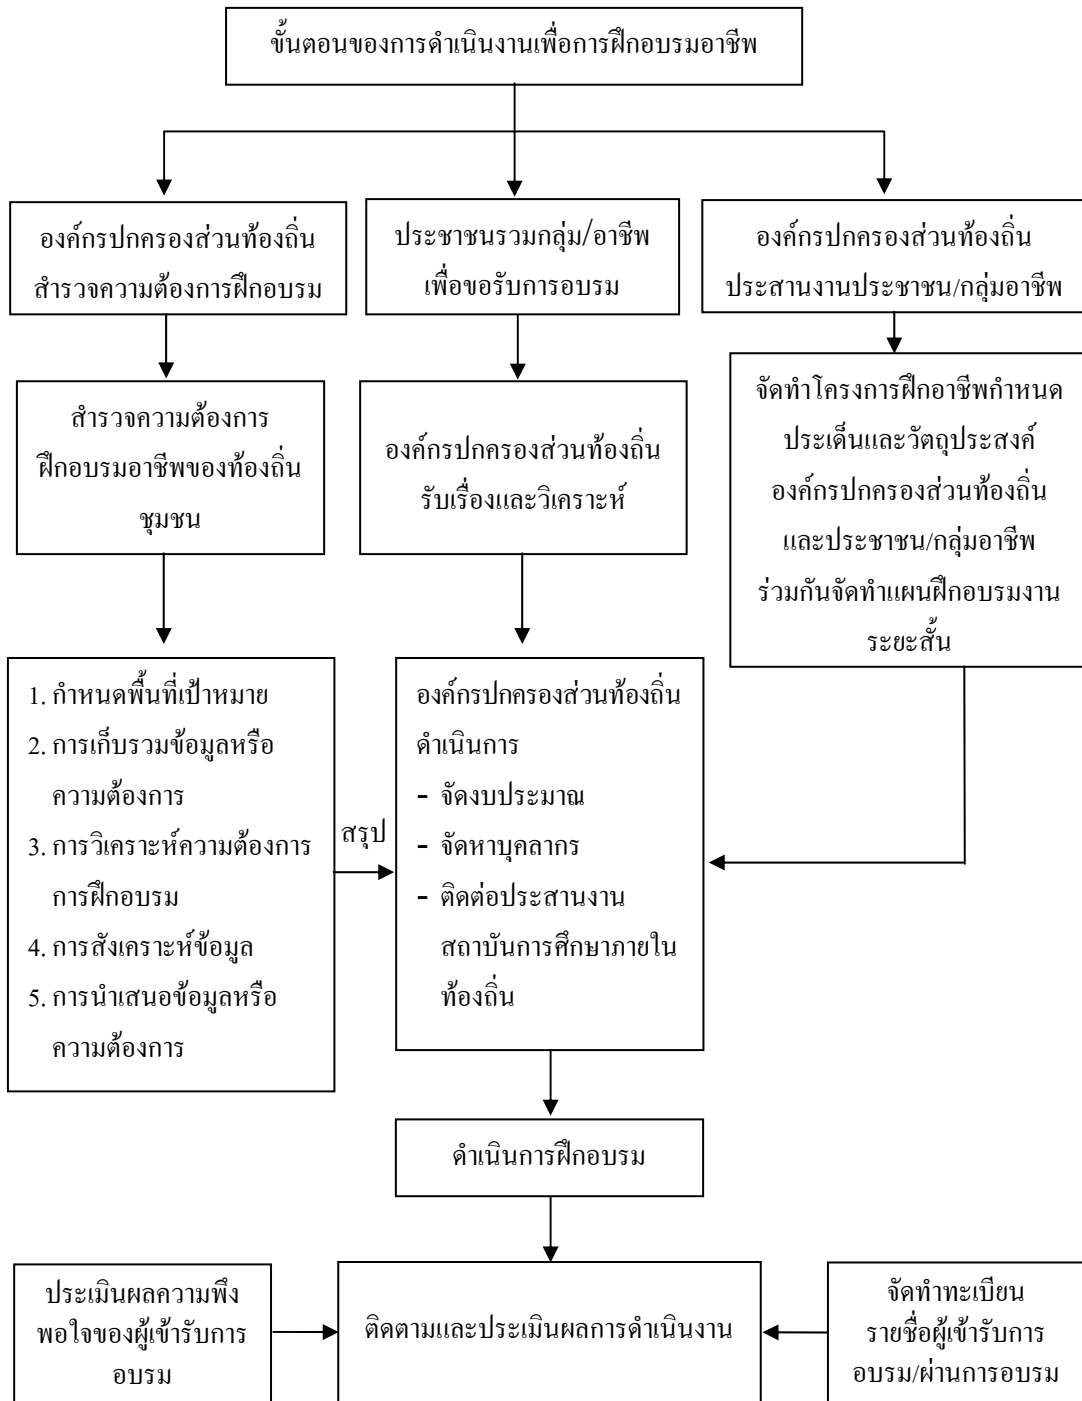 ขั้นตอนของการดำเนินงานเพื่อการฝึกอบรมอาชีพ
องค์กรปกครองส่วนท้องถิ่น
สำรวจความต้องการฝึกอบรม
ประชาชนรวมกลุ่ม/อาชีพ
เพื่อขอรับการอบรม
องค์กรปกครองส่วนท้องถิ่น
ประสานงานประชาชน/กลุ่มอาชีพ
สำรวจความต้องการ
ฝึกอบรมอาชีพของท้องถิ่น
ชุมชน
องค์กรปกครองส่วนท้องถิ่น
รับเรื่องและวิเคราะห์
จัดทำโครงการฝึกอาชีพกำหนด
ประเด็นและวัตถุประสงค์
องค์กรปกครองส่วนท้องถิ่น
และประชาชน/กลุ่มอาชีพ
ร่วมกันจัดทำแผนฝึกอบรมงาน
ระยะสั้น
1. กำหนดพื้นที่เป้าหมาย
2. การเก็บรวมข้อมูลหรือ
ความต้องการ
3. การวิเคราะห์ความต้องการ
การฝึกอบรม
4. การสังเคราะห์ข้อมูล
5. การนำเสนอข้อมูลหรือ
ความต้องการ
สรุป
องค์กรปกครองส่วนท้องถิ่น
ดำเนินการ
- จัดงบประมาณ
- จัดหาบุคลากร
- ติดต่อประสานงาน
สถาบันการศึกษาภายใน
ท้องถิ่น
ดำเนินการฝึกอบรม
ประเมินผลความพึง
พอใจของผู้เข้ารับการ
อบรม
ติดตามและประเมินผลการดำเนินงาน
จัดทำทะเบียน
รายชื่อผู้เข้ารับการ
อบรม/ผ่านการอบรม